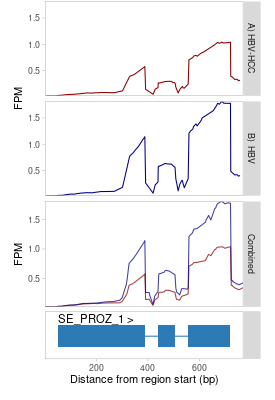 1.5
1.0
0.5
A) HBV-HCC
FPM
1.5
1.0
0.5
B) HBV
1.5
1.0
0.5
Combined
FPM
SE_PROZ_1 >
200
400
600
Distance from region start (bp)